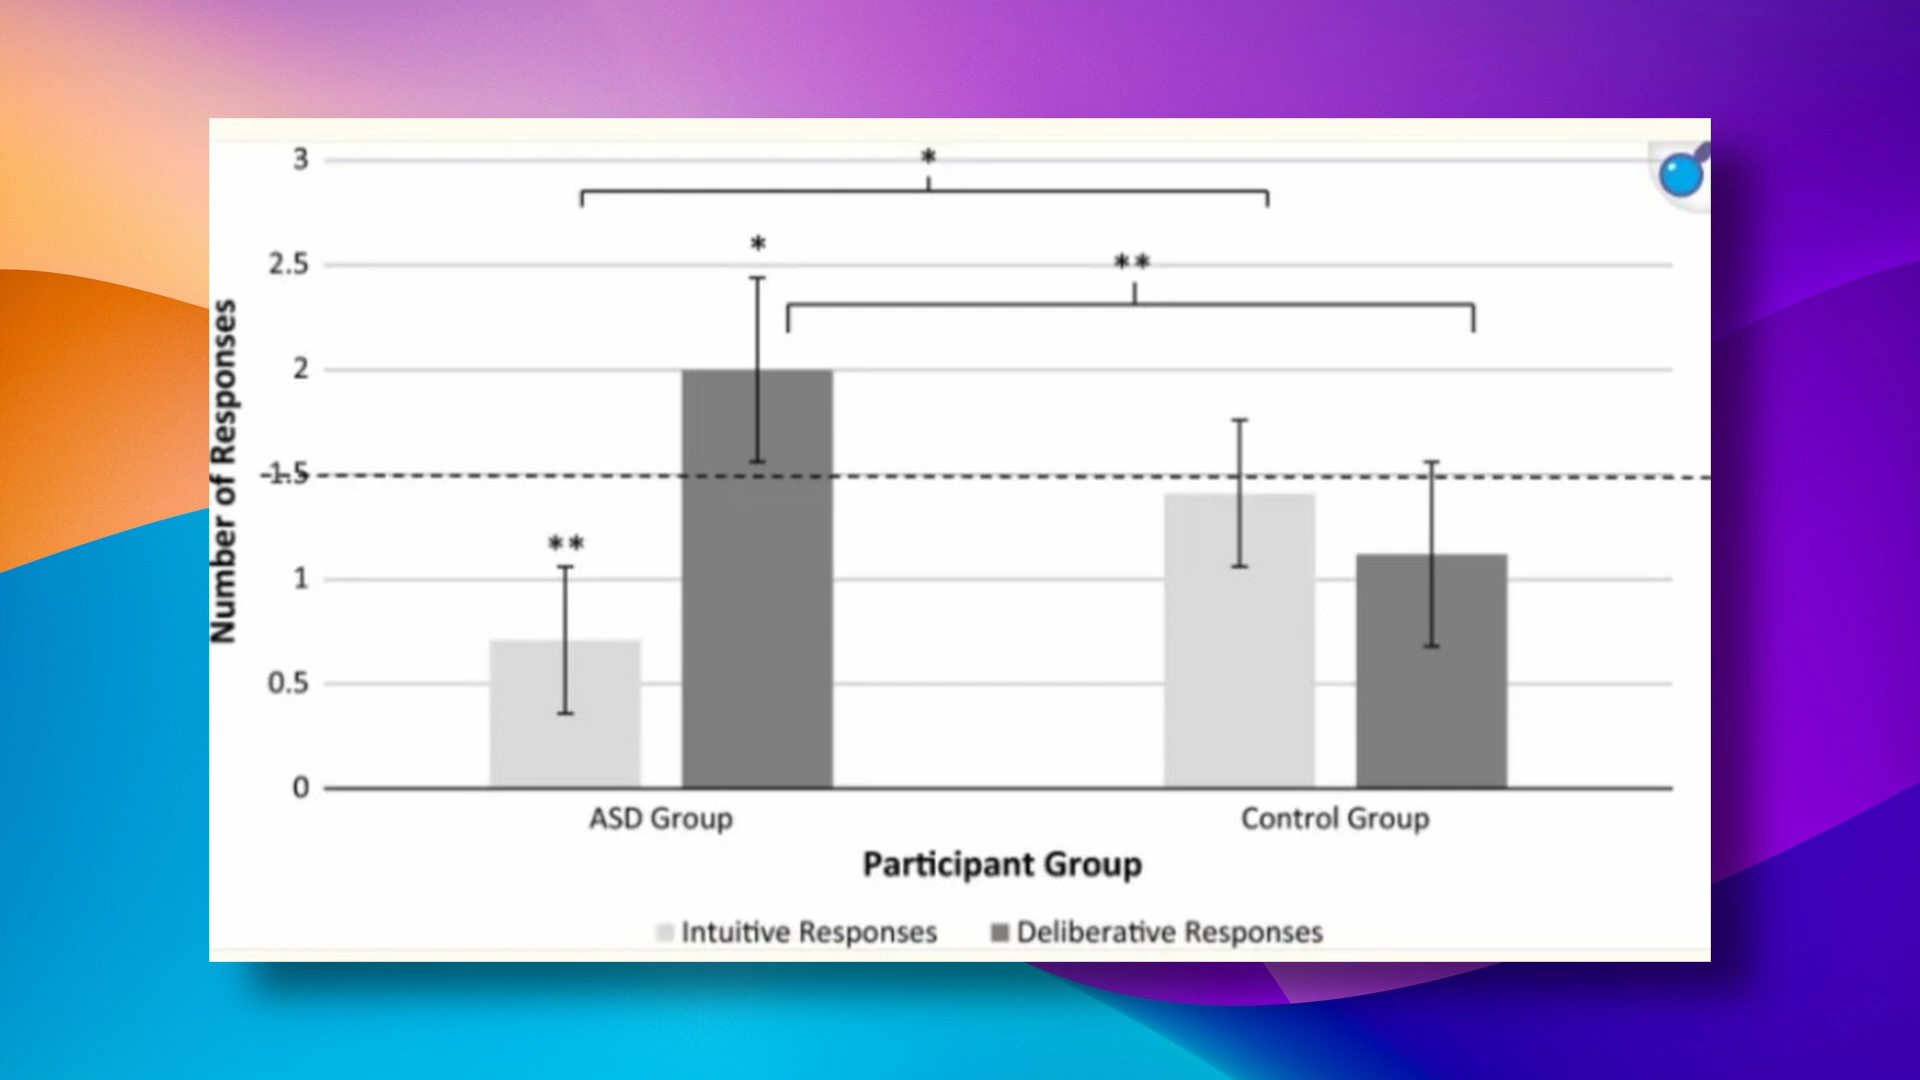 3
*
*
2.5
**
2
Number of Responses
1.5
**
1
0.5
0
ASD Group
Control Group
Participant Group
Intuitive Responses
Deliberative Responses